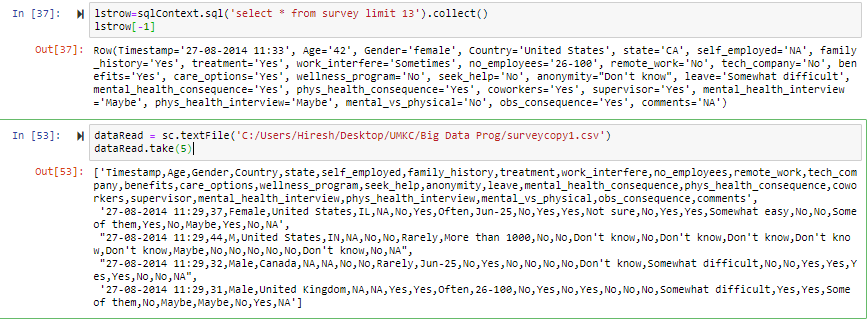 In [37]: lstrow=sqlContext.sql('select * from survey limit 13').collect()
lstrow[-1]
Out[37]: Row(Timestamp='27-08-2014 11:33', Age='42', Gender='female', Country='United States', state='CA', self_employed='NA', family
_history='Yes', treatment='Yes', work_interfere='Sometimes', no_employees='26-100', remote_work='No', tech_company='No', ben
efits='Yes', care_options='Yes', wellness_program='No', seek_help='No', anonymity="Don't know", leave='Somewhat difficult',
mental_health_consequence='Yes', phys_health_consequence='Yes', coworkers='Yes', supervisor='Yes', mental_health_interview
='Maybe', phys_health_interview='Maybe', mental_vs_physical='No', obs_consequence='Yes', comments='NA')
In [53]: dataRead = sc.textFile('C:/Users/Hiresh/Desktop/UMKC/Big Data Prog/surveycopy1.csv')
dataRead.take(5)
Out[53]: ['Timestamp,Age,Gender,Country,state,self_employed,family_history,treatment,work_interfere,no_employees,remote_work,tech_com
pany,benefits,care_options,wellness_program,seek_help,anonymity,leave,mental_health_consequence,phys_health_consequence,cowo
rkers,supervisor,mental_health_interview,phys_health_interview,mental_vs_physical,obs_consequence,comments',
'27-08-2014 11:29,37,Female,United States,IL,NA,No,Yes,Often,Jun-25,No,Yes,Yes,Not sure,No,Yes,Yes,Somewhat easy,No,No,Some
of them,Yes,No,Maybe,Yes,No,NA',
"27-08-2014 11:29,44,M,United States,IN,NA,No,No,Rarely,More than 1000,No,No,Don't know,No,Don't know,Don't know,Don't kno
w,Don't know,Maybe,No,No,No,No,No,Don't know,No,NA",
"27-08-2014 11:29,32,Male,Canada,NA,NA,No,No,Rarely,Jun-25,No,Yes,No,No,No,No,Don't know,Somewhat difficult,No,No,Yes,Yes,Y
es,Yes,No,No,NA",
'27-08-2014 11:29,31,Male,United Kingdom,NA,NA,Yes,Yes,Often,26-100,No,Yes,No,Yes,No,No,No,Somewhat difficult,Yes,Yes,Some
of them,No,Maybe,Maybe,No,Yes,NA']